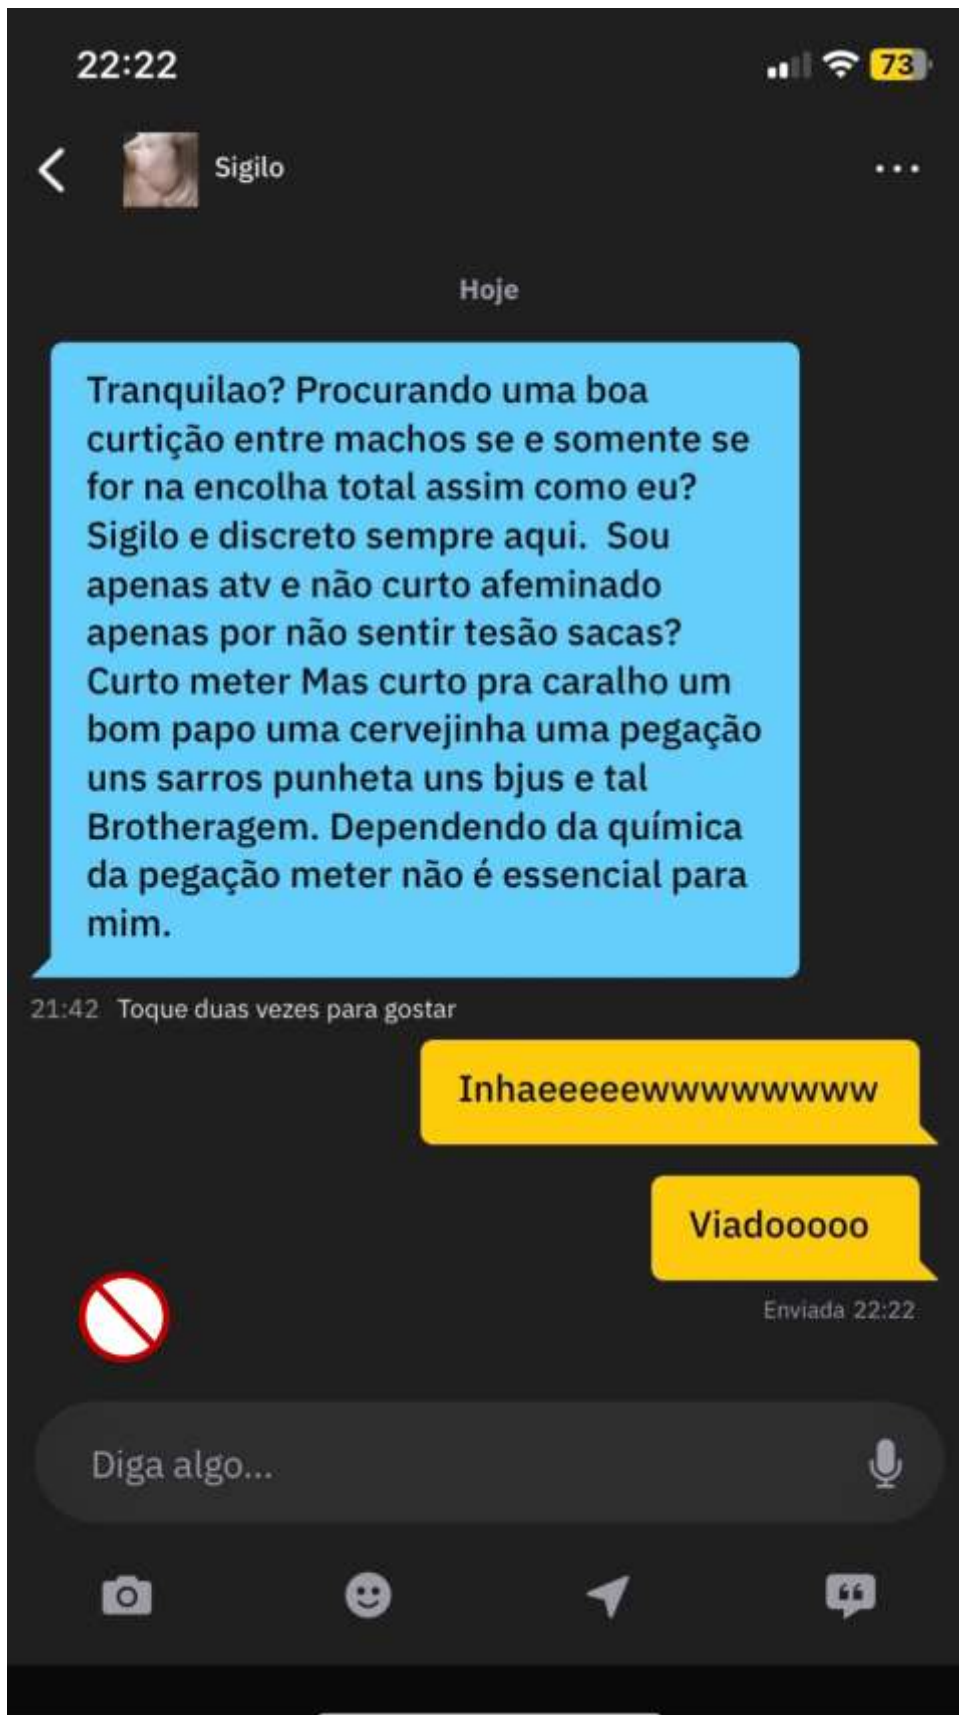 22:22
73
Sigilo
Hoje
Tranquilao? Procurando uma boa
curtição entre machos se e somente se
for na encolha total assim como eu?
Sigilo e discreto sempre aqui.  Sou
apenas atv e não curto afeminado
apenas por não sentir tesão sacas?
Curto meter Mas curto pra caralho um
bom papo uma cervejinha uma pegação
uns sarros punheta uns bjus e tal
Brotheragem. Dependendo da química
da pegação meter não é essencial para
mim.
21:42 Toque duas vezes para gostar
Inhaeeeeewwwwwwww
Viadooooo
Enviada 22:22
Diga algo...